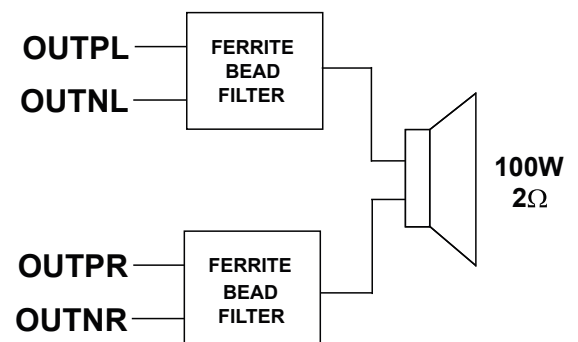 OUTPL
OUTNL
FERRITE
BEAD
FILTER
100W
2Ω
OUTPR
OUTNR
FERRITE
BEAD
FILTER